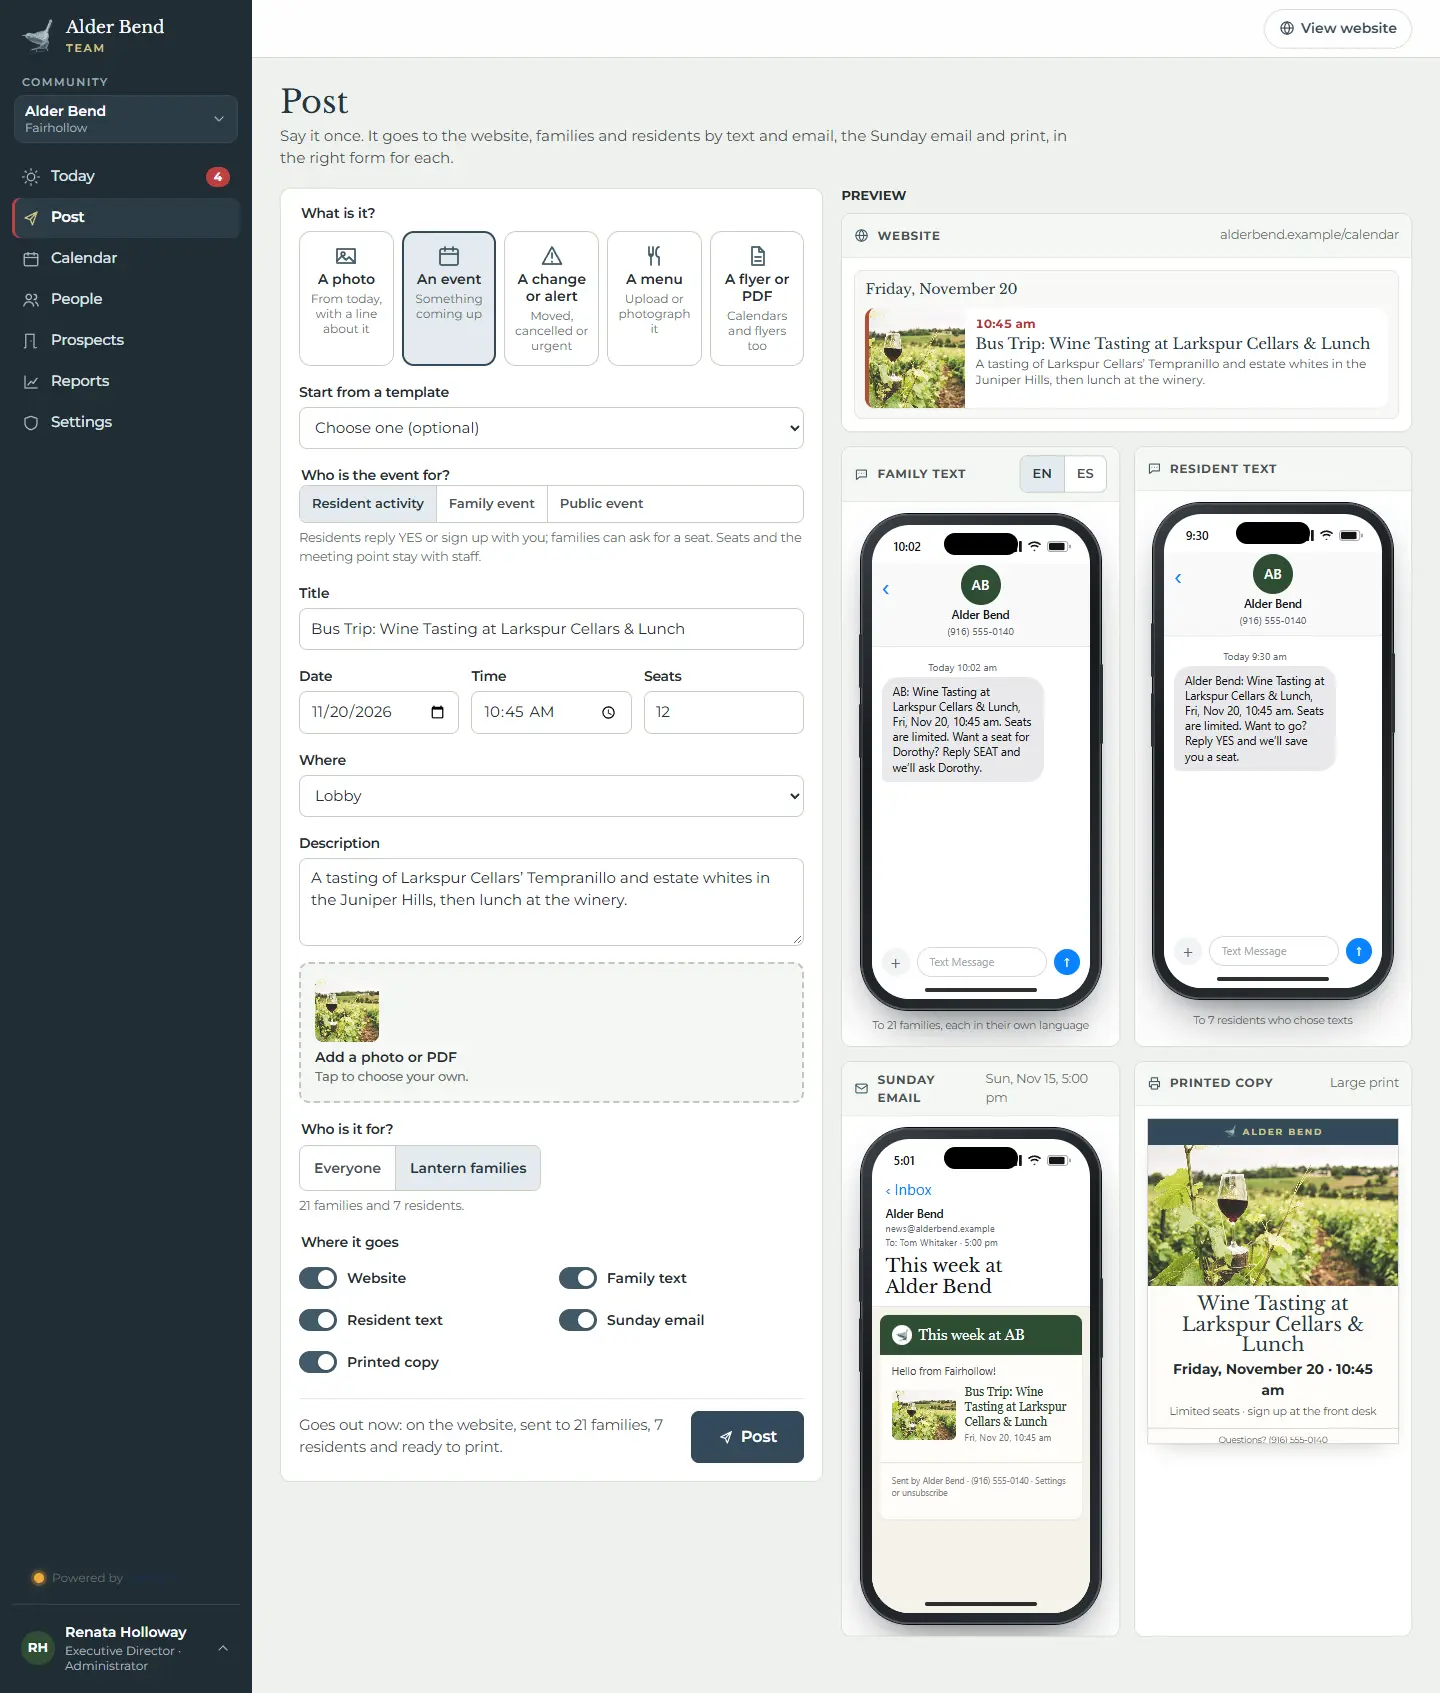 Alder Bend
TEAM
COMMUNITY
Alder Bend
Fairhollow
Today
4
Post
Calendar
People
Prospects
Reports
Settings
Powered by
RH
Renata Holloway
Executive Director ·
Administrator
View website
Post
Say it once. It goes to the website, families and residents by text and email, the Sunday email and print, in
the right form for each.
What is it?
A photo
From today,
with a line
about it
An event
Something
coming up
A change
or alert
Moved,
cancelled or
urgent
A menu
Upload or
photograph
it
A flyer or
PDF
Calendars
and flyers
too
Start from a template
Choose one (optional)
Who is the event for?
Resident activity
Family event
Public event
Residents reply YES or sign up with you; families can ask for a seat. Seats and the
meeting point stay with staff.
Title
Bus Trip: Wine Tasting at Larkspur Cellars & Lunch
Date
Time
Seats
11/20/2026
10:45 AM
12
Where
Lobby
Description
A tasting of Larkspur Cellars’ Tempranillo and estate whites in
the Juniper Hills, then lunch at the winery.
Add a photo or PDF
Tap to choose your own.
Who is it for?
Everyone
Lantern families
21 families and 7 residents.
Where it goes
Website
Family text
Resident text
Sunday email
Printed copy
Goes out now: on the website, sent to 21 families, 7
residents and ready to print.
Post
PREVIEW
WEBSITE
alderbend.example/calendar
Friday, November 20
10:45 am
Bus Trip: Wine Tasting at Larkspur Cellars & Lunch
A tasting of Larkspur Cellars’ Tempranillo and estate whites in the
Juniper Hills, then lunch at the winery.
FAMILY TEXT
EN
ES
10:02
AB
Alder Bend
(916) 555-0140
Today 10:02 am
AB: Wine Tasting at
Larkspur Cellars & Lunch,
Fri, Nov 20, 10:45 am. Seats
are limited. Want a seat for
Dorothy? Reply SEAT and
we’ll ask Dorothy.
Text Message
To 21 families, each in their own language
RESIDENT TEXT
9:30
AB
Alder Bend
(916) 555-0140
Today 9:30 am
Alder Bend: Wine Tasting at
Larkspur Cellars & Lunch,
Fri, Nov 20, 10:45 am. Seats
are limited. Want to go?
Reply YES and we’ll save
you a seat.
Text Message
To 7 residents who chose texts
SUNDAY
EMAIL
Sun, Nov 15, 5:00
pm
5:01
‹ Inbox
Alder Bend
news@alderbend.example
To: Tom Whitaker · 5:00 pm
This week at
Alder Bend
This week at AB
Hello from Fairhollow!
Bus Trip: Wine
Tasting at Larkspur
Cellars & Lunch
Fri, Nov 20, 10:45 am
Sent by Alder Bend · (916) 555-0140 · Settings
or unsubscribe
PRINTED COPY
Large print
ALDER BEND
Wine Tasting at
Larkspur Cellars &
Lunch
Friday, November 20 · 10:45
am
Limited seats · sign up at the front desk
Questions? (916) 555-0140